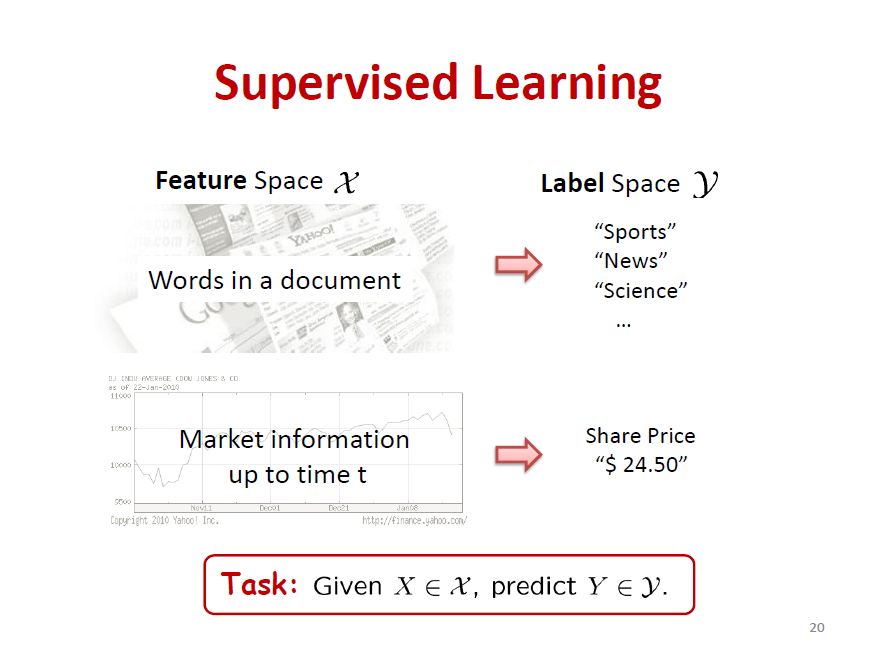 Supervised Learning
Feature Space 𝒳
Label Space 𝒴
YAHOO!
Words in a document
“Sports”
“News”
“Science”
...
DJ INDU AVERAGE (DOW JONES & CO
as of 22-Jan-2010
11000
10500
10000
9500
Market information
up to time t
Nov11 Dec01 Dec21 Jan08
Copyright 2010 Yahoo! Inc. http://finance.yahoo.com/
Share Price
“$ 24.50”
Task: Given X ∈ 𝒳, predict Y ∈ 𝒴.
20